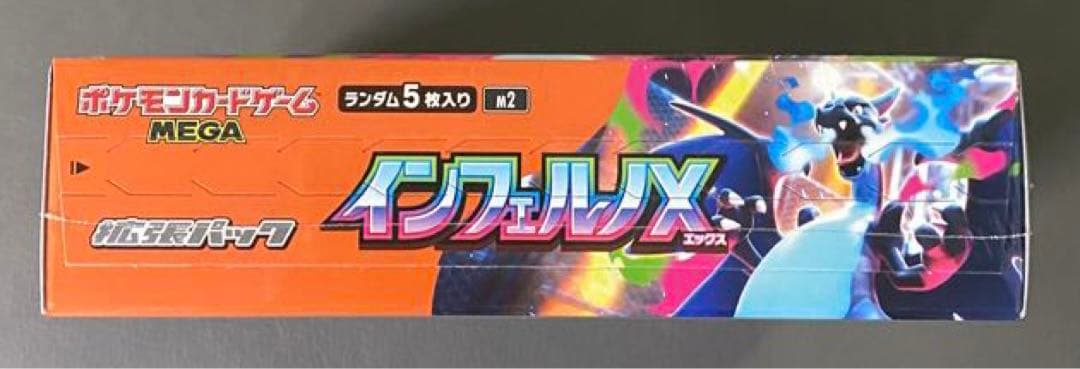 ポケモンカードゲーム
MEGA
ランダム5枚入り
M2
インフェルノX
エックス
拡張パック